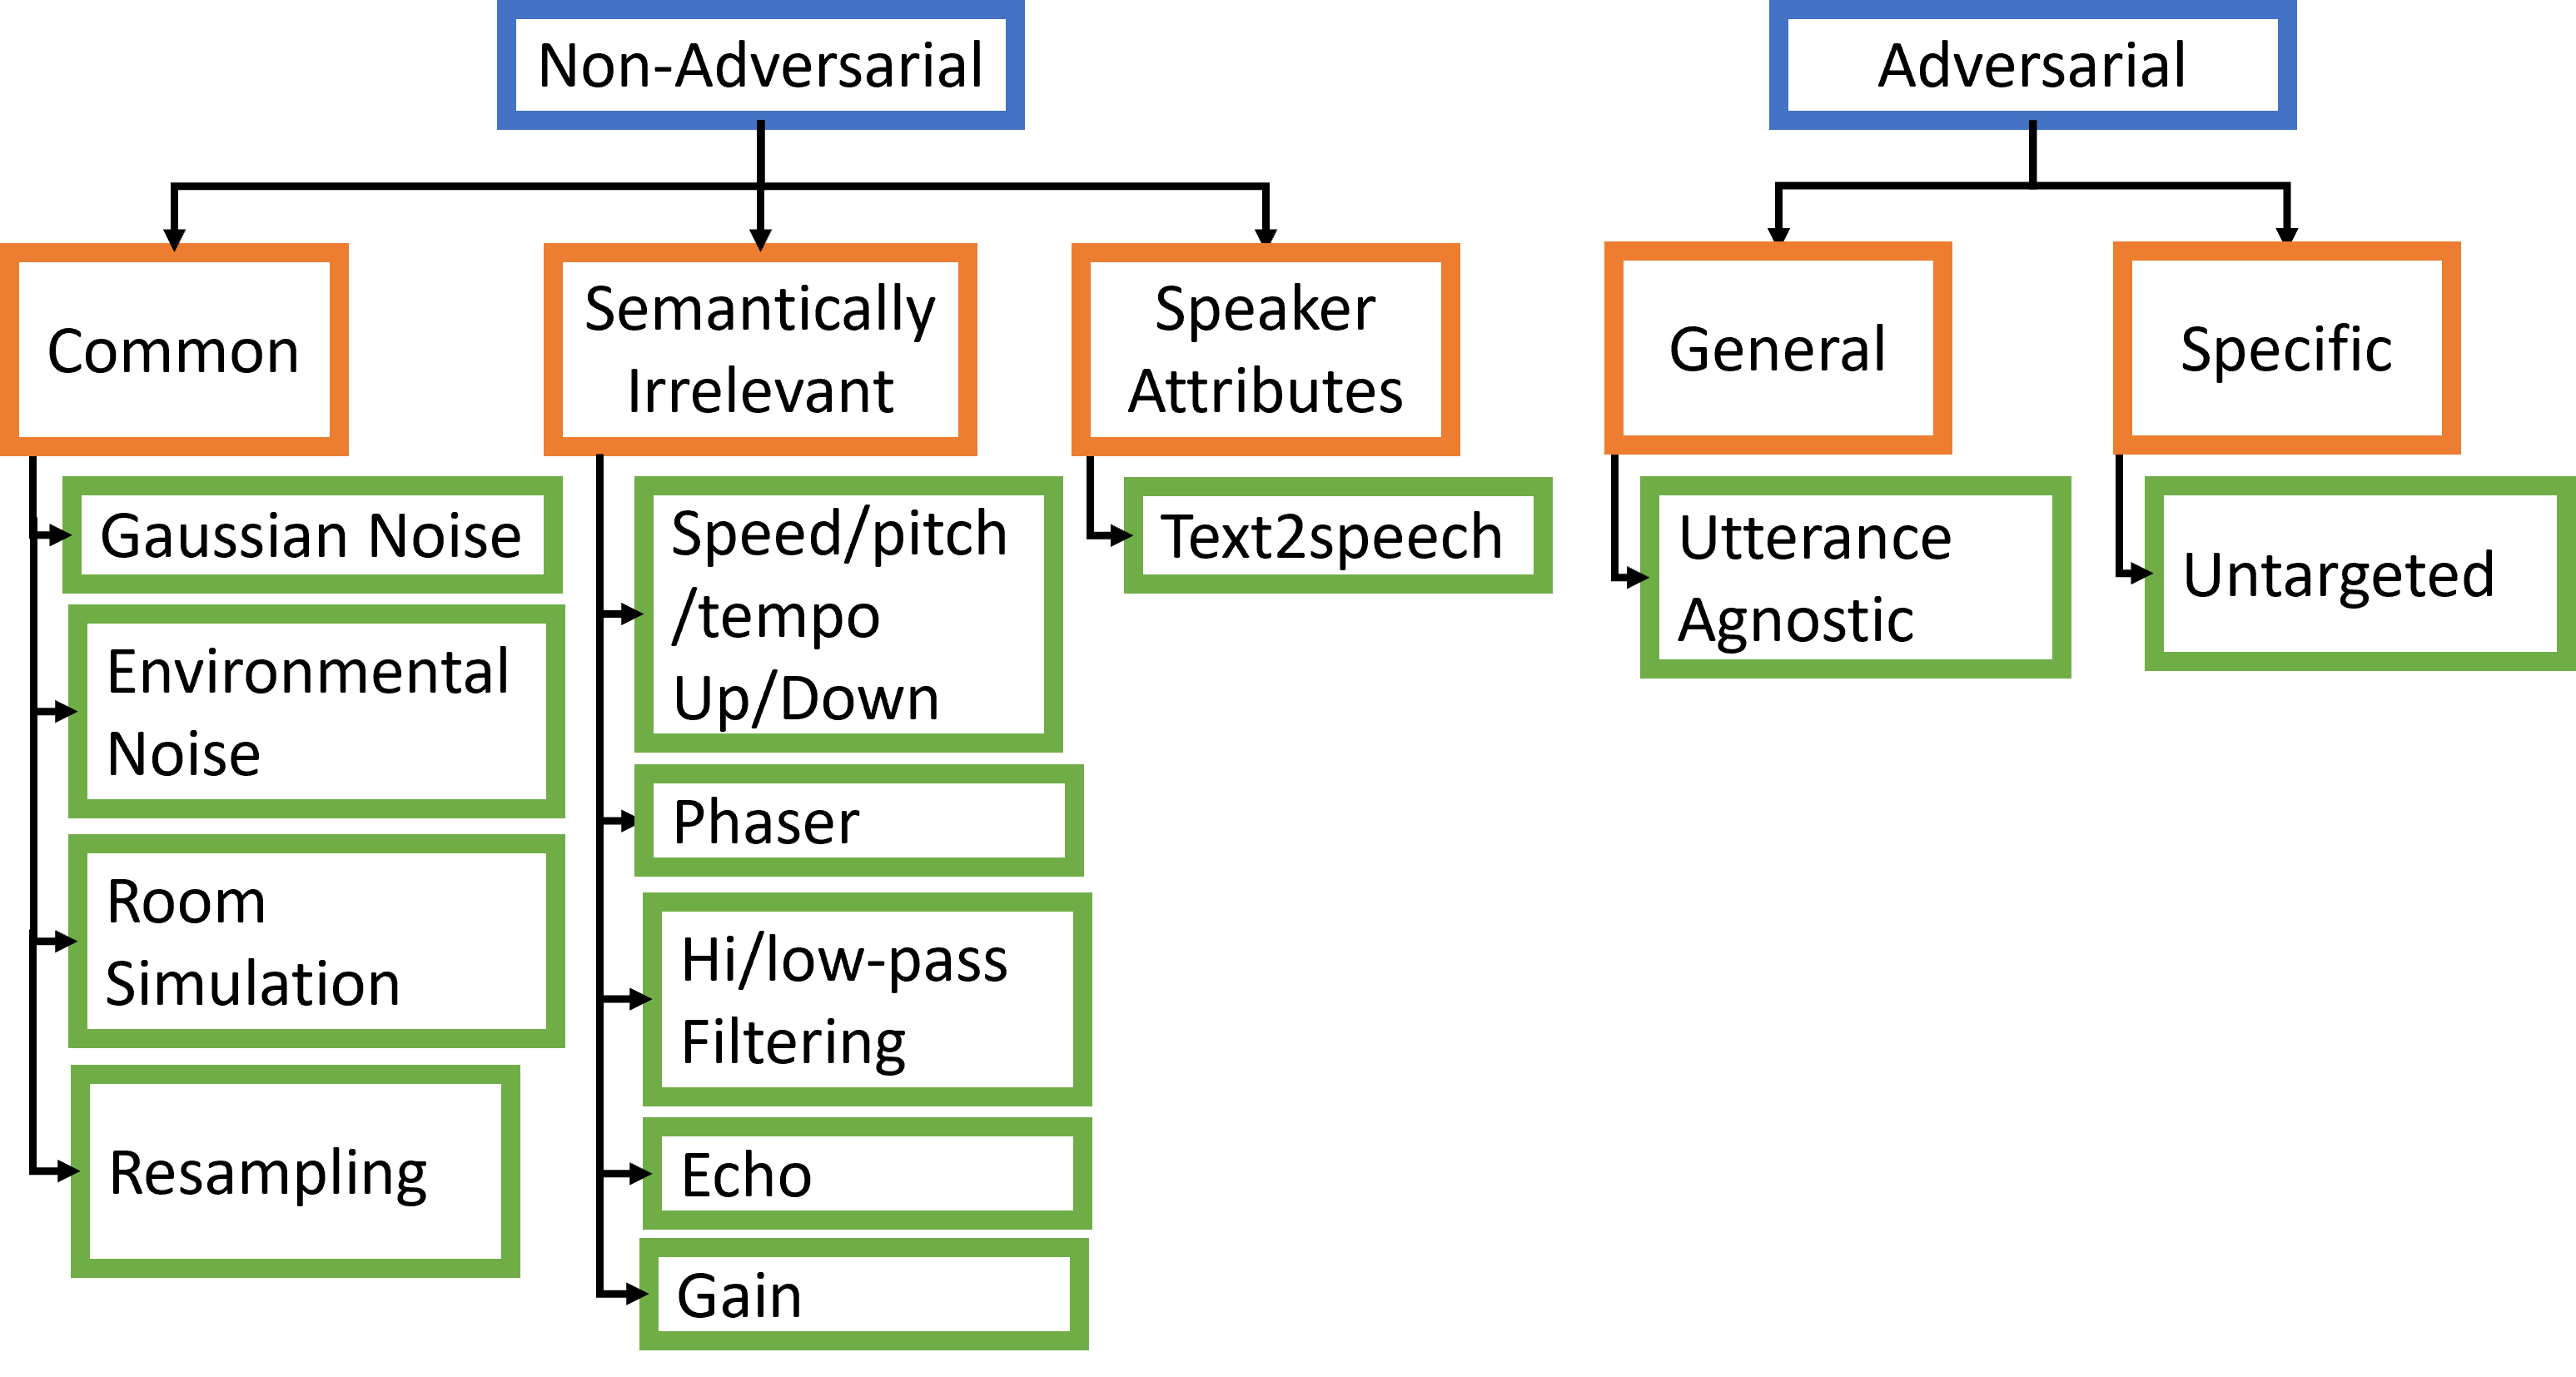 Non-Adversarial
Adversarial
Common
Semantically
Irrelevant
Speaker
Attributes
General
Specific
Gaussian Noise
Environmental
Noise
Room
Simulation
Resampling
Speed/pitch
/tempo
Up/Down
Phaser
Hi/low-pass
Filtering
Echo
Gain
Text2speech
Utterance
Agnostic
Untargeted